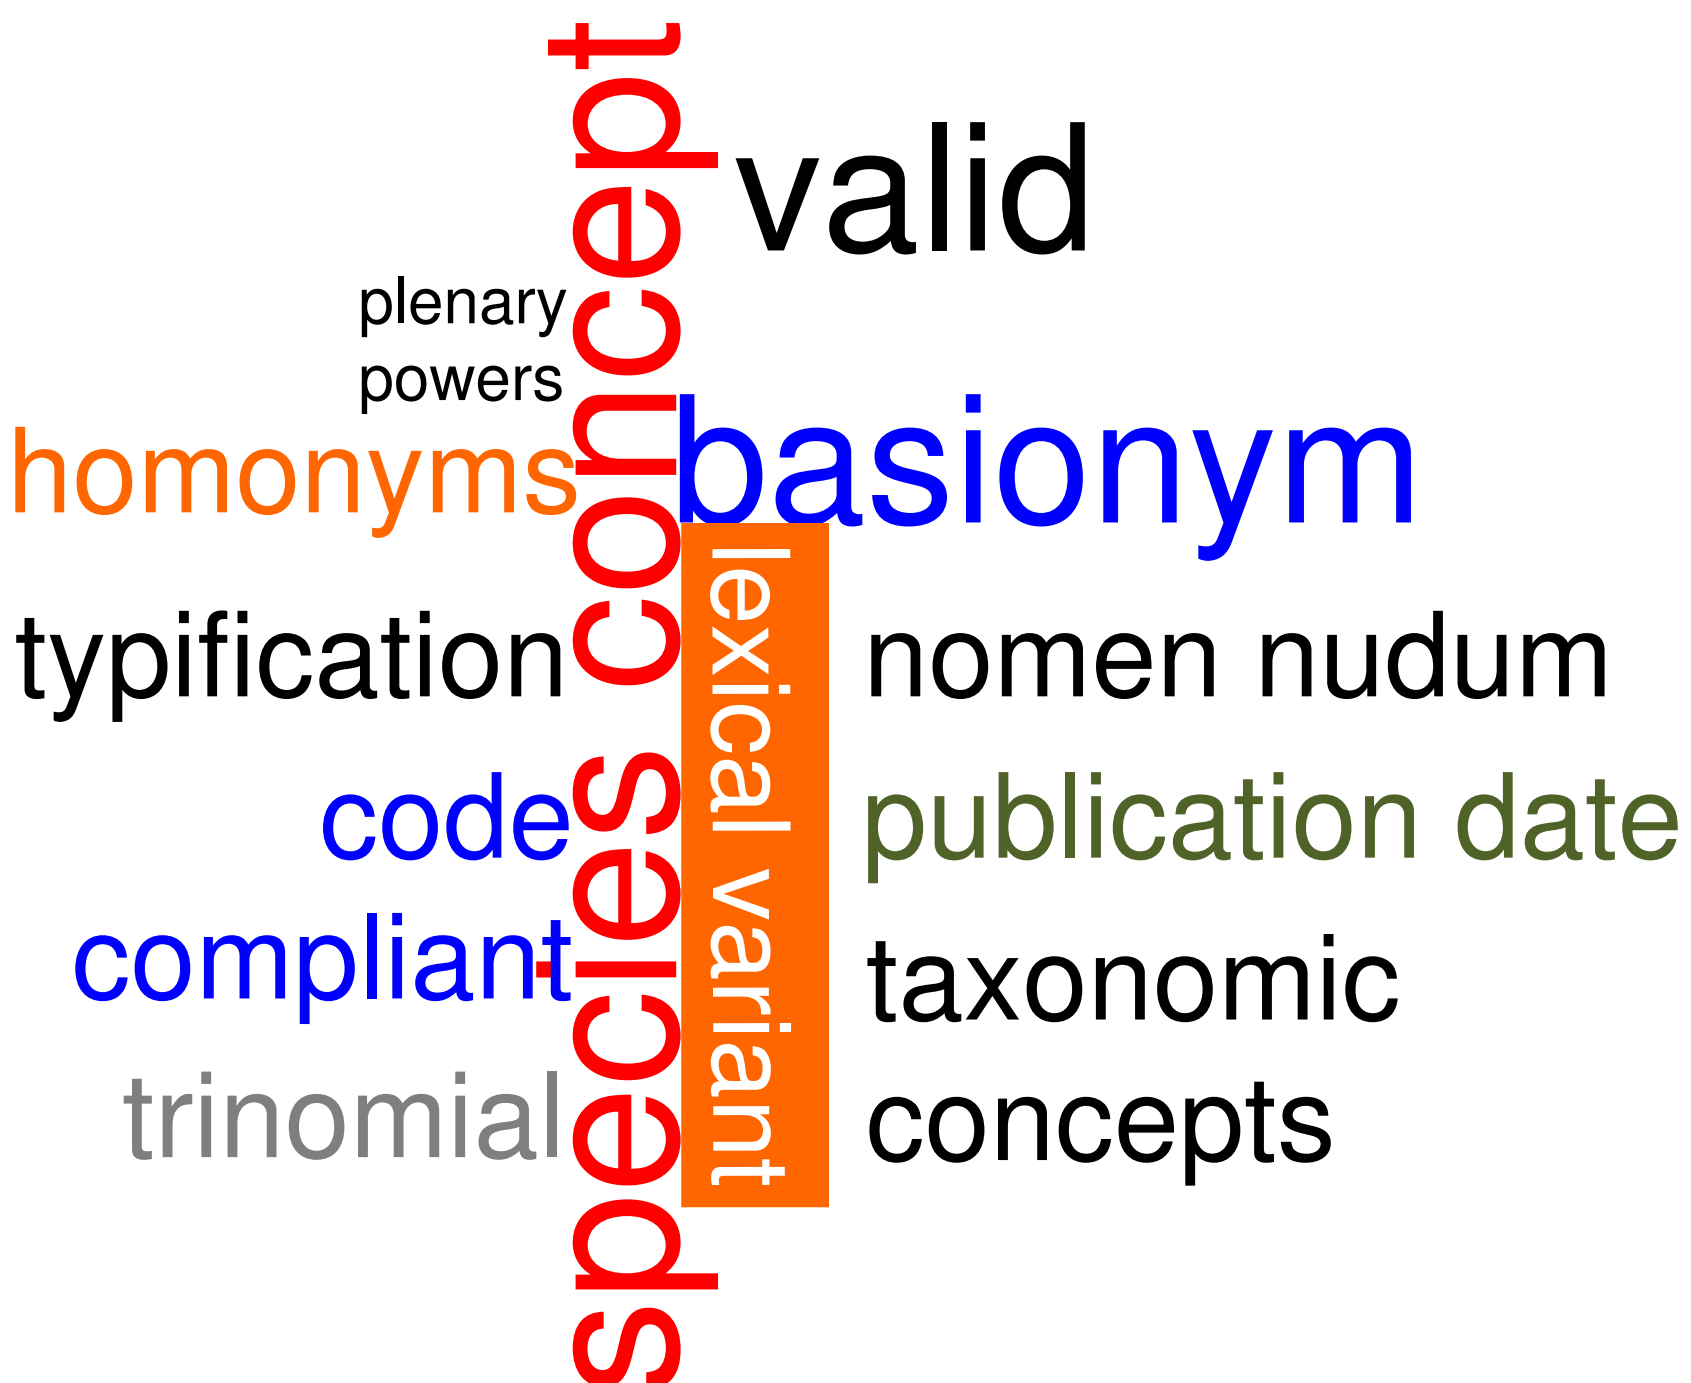 species concept
valid
plenary
powers
homonyms
basionym
lexical variant
typification
nomen nudum
code
publication date
compliant
taxonomic
trinomial
concepts